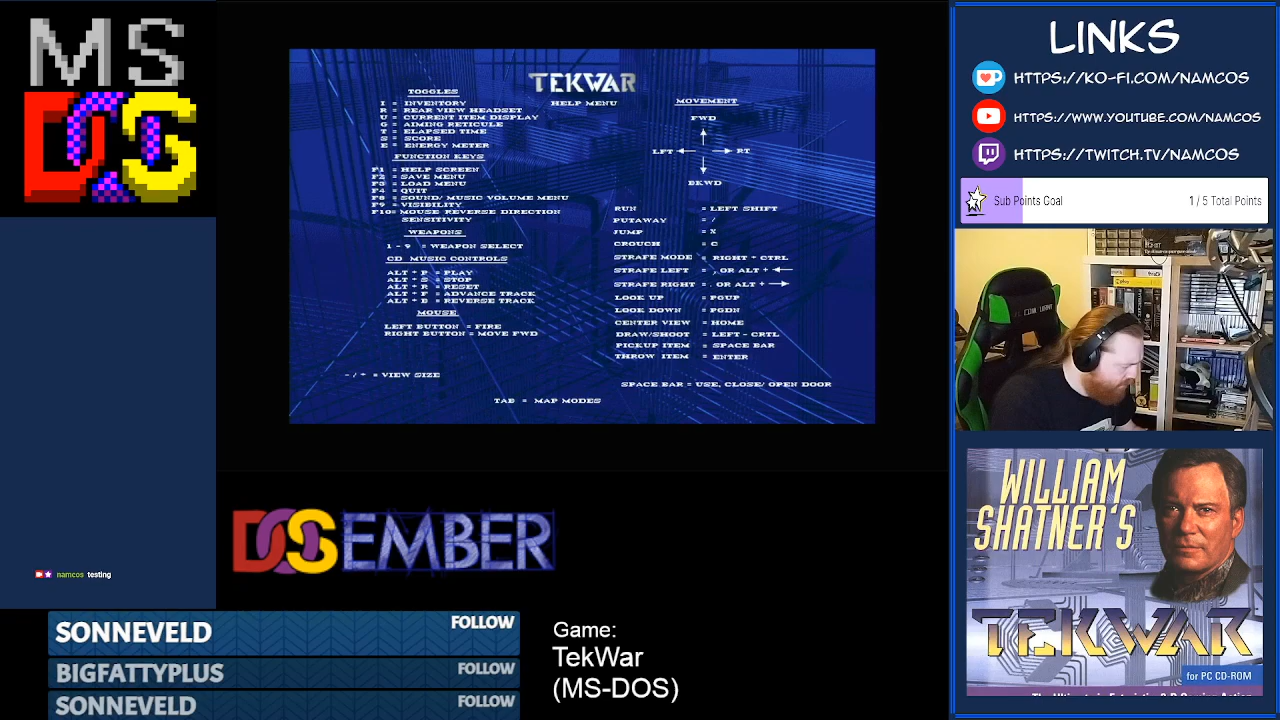 MS
DOS
TEKWAR
HELP MENU
TOGGLES
I = INVENTORY
R = REAR VIEW HEADSET
U = CURRENT ITEM DISPLAY
G = AIMING RETICULE
T = ELAPSED TIME
S = SCORE
E = ENERGY METER
FUNCTION KEYS
F1 = HELP SCREEN
F2 = SAVE MENU
F3 = LOAD MENU
F4 = QUIT
F8 = SOUND/ MUSIC VOLUME MENU
F9 = VISIBILITY
F10= MOUSE REVERSE DIRECTION
SENSITIVITY
WEAPONS
1 - 9 = WEAPON SELECT
CD MUSIC CONTROLS
ALT + P = PLAY
ALT + S = STOP
ALT + R = RESET
ALT + F = ADVANCE TRACK
ALT + B = REVERSE TRACK
MOUSE
LEFT BUTTON = FIRE
RIGHT BUTTON = MOVE FWD
- / + = VIEW SIZE
TAB = MAP MODES
MOVEMENT
FWD
LFT RT
BKWD
RUN = LEFT SHIFT
PUTAWAY = /
JUMP = X
CROUCH = C
STRAFE MODE = RIGHT + CTRL
STRAFE LEFT = , OR ALT +
STRAFE RIGHT = . OR ALT +
LOOK UP = PGUP
LOOK DOWN = PGDN
CENTER VIEW = HOME
DRAW/SHOOT = LEFT - CRTL
PICKUP ITEM = SPACE BAR
THROW ITEM = ENTER
SPACE BAR = USE, CLOSE/ OPEN DOOR
namcos testing
DOSEMBER
SONNEVELD FOLLOW
BIGFATTYPLUS FOLLOW
SONNEVELD FOLLOW
Game:
TekWar
(MS-DOS)
LINKS
HTTPS://KO-FI.COM/NAMCOS
HTTPS://WWW.YOUTUBE.COM/NAMCOS
HTTPS://TWITCH.TV/NAMCOS
Sub Points Goal 1 / 5 Total Points
WILLIAM
SHATNER'S
TEKWAR
for PC CD-ROM